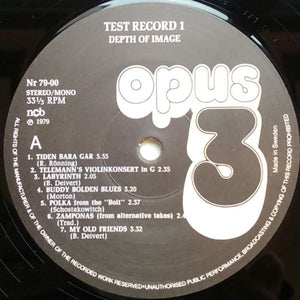 TEST RECORD 1
DEPTH OF IMAGE
Nr 79-00
STEREO/MONO
33⅓ RPM
ncb
℗ 1979
opus
3
A
Made in Sweden
1. TIDEN BARA GAR 5.35
(R. Rönning)
2. TELEMANN'S VIOLINKONSERT in G 2.35
3. LABYRINTH 2.05
(B. Deivert)
4. BUDDY BOLDEN BLUES 3.20
(Morton)
5. POLKA from the "Bolt" 2.37
(Schostakowitch)
6. ZAMPONAS (from alternative takes) 2.4
(Trad.)
7. MY OLD FRIENDS 3.32
(B. Deivert)
ALL RIGHTS OF THE MANUFACTURER & OF THE OWNER OF THE RECORDED WORK RESERVED•UNAUTHORISED PUBLIC PERFORMANCE, BROADCASTING & COPYING OF THIS RECORD PROHIBITED